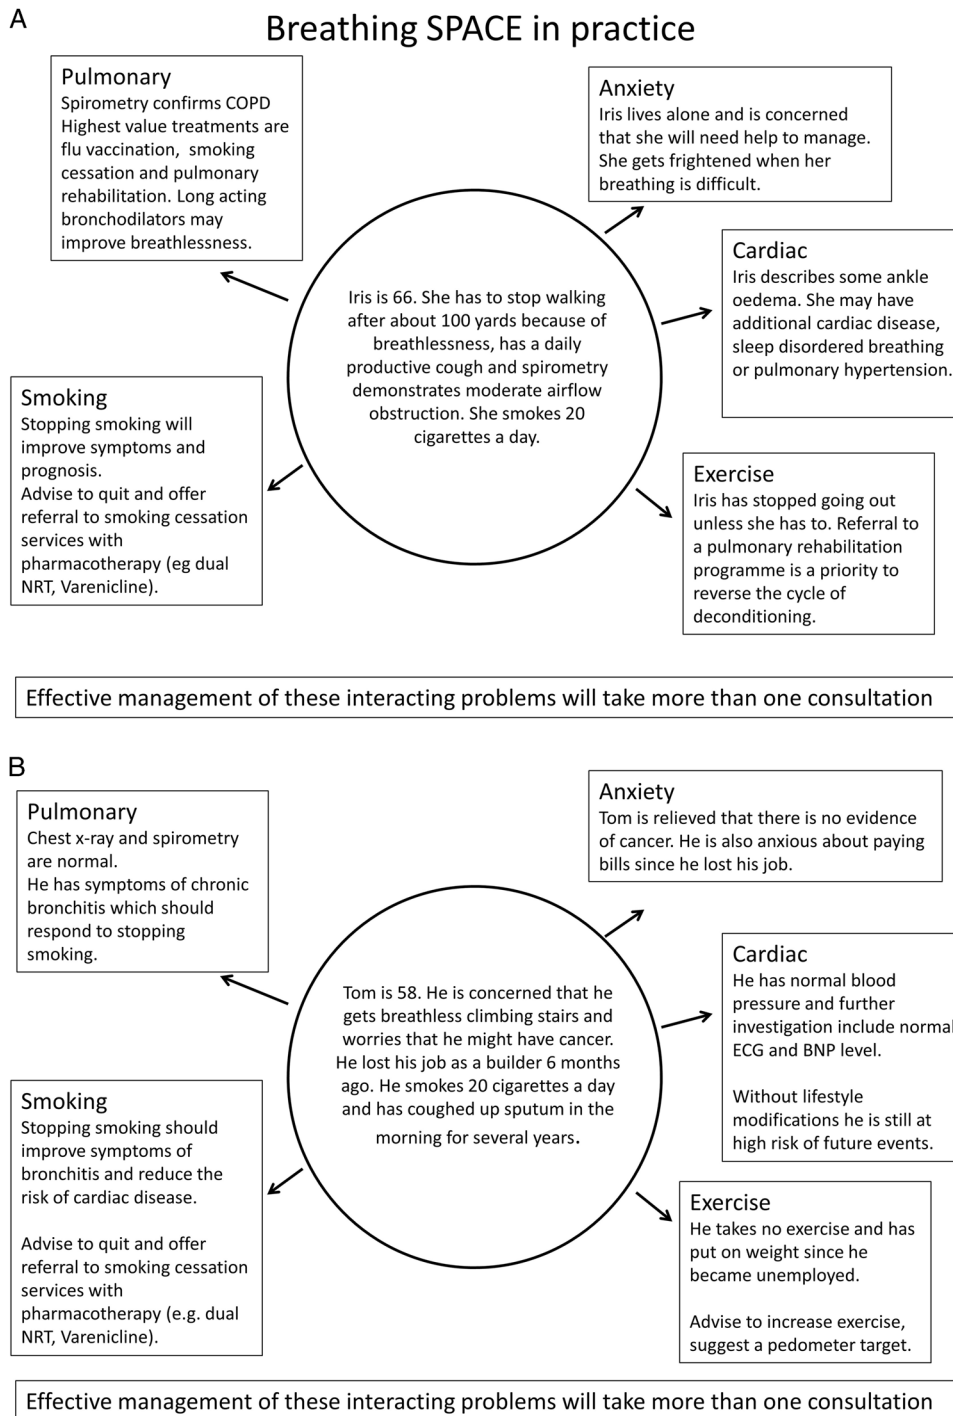 A
Breathing SPACE in practice
Pulmonary
Spirometry confirms COPD
Highest value treatments are
flu vaccination, smoking
cessation and pulmonary
rehabilitation. Long acting
bronchodilators may
improve breathlessness.
Anxiety
Iris lives alone and is concerned
that she will need help to manage.
She gets frightened when her
breathing is difficult.
Cardiac
Iris describes some ankle
oedema. She may have
additional cardiac disease,
sleep disordered breathing
or pulmonary hypertension.
Iris is 66. She has to stop walking
after about 100 yards because of
breathlessness, has a daily
productive cough and spirometry
demonstrates moderate airflow
obstruction. She smokes 20
cigarettes a day.
Smoking
Stopping smoking will
improve symptoms and
prognosis.
Advise to quit and offer
referral to smoking cessation
services with
pharmacotherapy (eg dual
NRT, Varenicline).
Exercise
Iris has stopped going out
unless she has to. Referral to
a pulmonary rehabilitation
programme is a priority to
reverse the cycle of
deconditioning.
Effective management of these interacting problems will take more than one consultation
B
Pulmonary
Chest x-ray and spirometry
are normal.
He has symptoms of chronic
bronchitis which should
respond to stopping
smoking.
Anxiety
Tom is relieved that there is no evidence
of cancer. He is also anxious about paying
bills since he lost his job.
Cardiac
He has normal blood
pressure and further
investigation include normal
ECG and BNP level.
Without lifestyle
modifications he is still at
high risk of future events.
Tom is 58. He is concerned that he
gets breathless climbing stairs and
worries that he might have cancer.
He lost his job as a builder 6 months
ago. He smokes 20 cigarettes a day
and has coughed up sputum in the
morning for several years.
Smoking
Stopping smoking should
improve symptoms of
bronchitis and reduce the
risk of cardiac disease.
Advise to quit and offer
referral to smoking cessation
services with
pharmacotherapy (e.g. dual
NRT, Varenicline).
Exercise
He takes no exercise and has
put on weight since he
became unemployed.
Advise to increase exercise,
suggest a pedometer target.
Effective management of these interacting problems will take more than one consultation